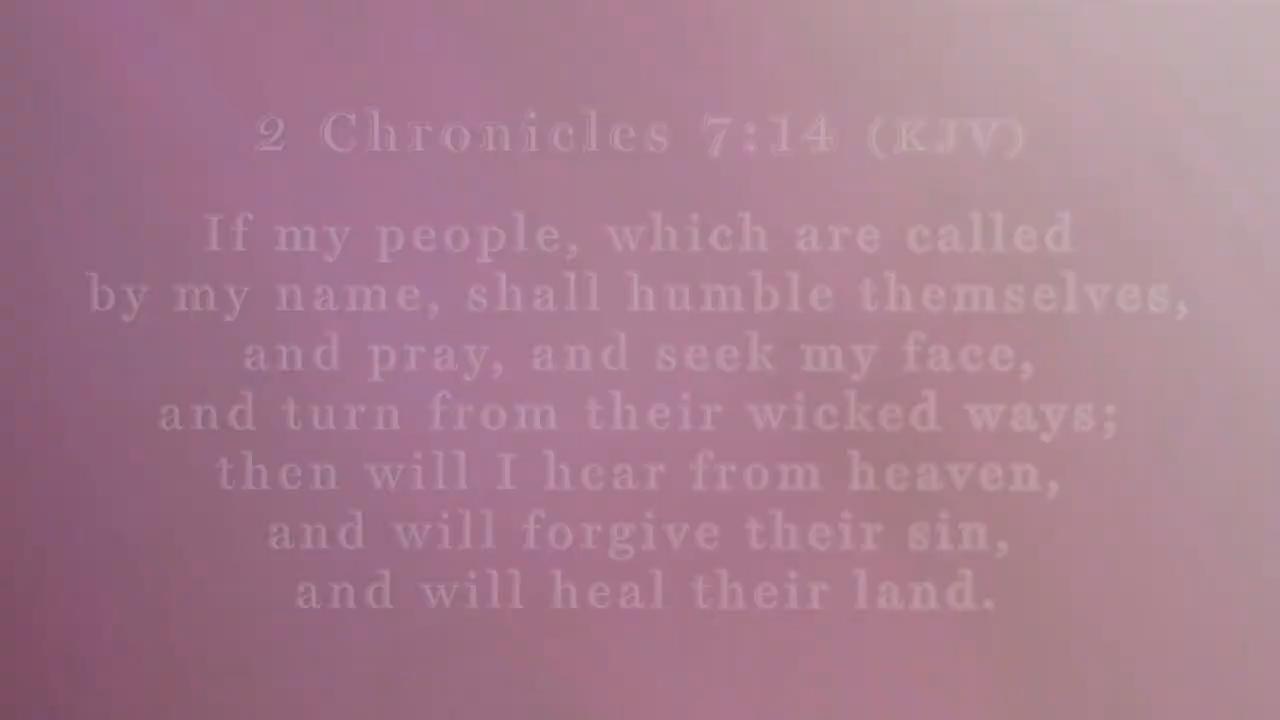 2 Chronicles 7:14 (KJV)
If my people, which are called
by my name, shall humble themselves,
and pray, and seek my face,
and turn from their wicked ways;
then will I hear from heaven,
and will forgive their sin,
and will heal their land.